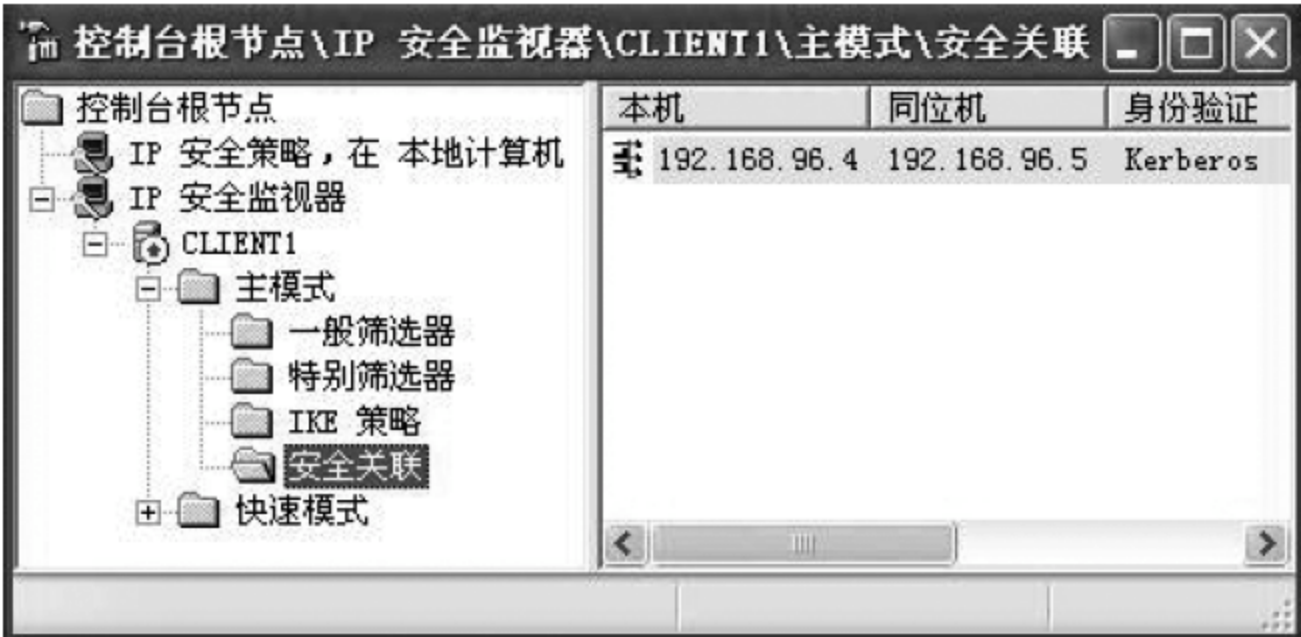 控制台根节点\IP 安全监视器\CLIENT1\主模式\安全关联
控制台根节点
IP 安全策略，在 本地计算机
IP 安全监视器
CLIENT1
主模式
一般筛选器
特别筛选器
IKE 策略
安全关联
快速模式
本机 同位机 身份验证
192.168.96.4 192.168.96.5 Kerberos